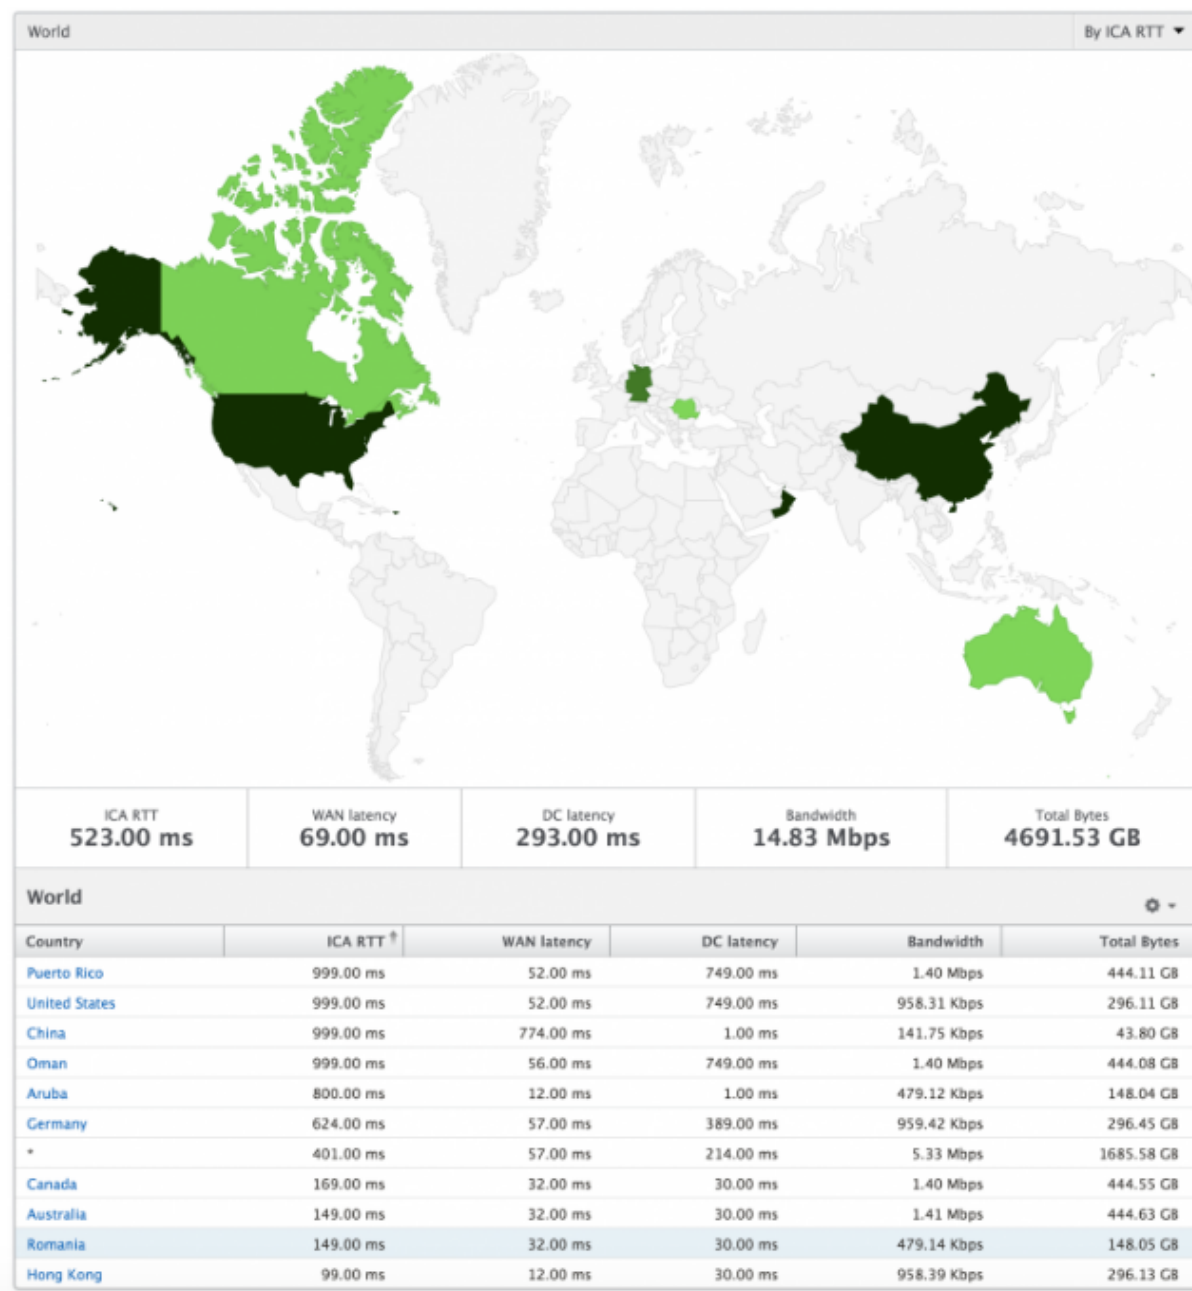 World By ICA RTT
ICA RTT WAN latency DC latency Bandwidth Total Bytes
523.00 ms 69.00 ms 293.00 ms 14.83 Mbps 4691.53 GB
World
Country ICA RTT WAN latency DC latency Bandwidth Total Bytes
Puerto Rico 999.00 ms 52.00 ms 749.00 ms 1.40 Mbps 444.11 GB
United States 999.00 ms 52.00 ms 749.00 ms 958.31 Kbps 296.11 GB
China 999.00 ms 774.00 ms 1.00 ms 141.75 Kbps 43.80 GB
Oman 999.00 ms 56.00 ms 749.00 ms 1.40 Mbps 444.08 GB
Aruba 800.00 ms 12.00 ms 1.00 ms 479.12 Kbps 148.04 GB
Germany 624.00 ms 57.00 ms 389.00 ms 959.42 Kbps 296.45 GB
* 401.00 ms 57.00 ms 214.00 ms 5.33 Mbps 1685.58 GB
Canada 169.00 ms 32.00 ms 30.00 ms 1.40 Mbps 444.55 GB
Australia 149.00 ms 32.00 ms 30.00 ms 1.41 Mbps 444.63 GB
Romania 149.00 ms 32.00 ms 30.00 ms 479.14 Kbps 148.05 GB
Hong Kong 99.00 ms 12.00 ms 30.00 ms 958.39 Kbps 296.13 GB